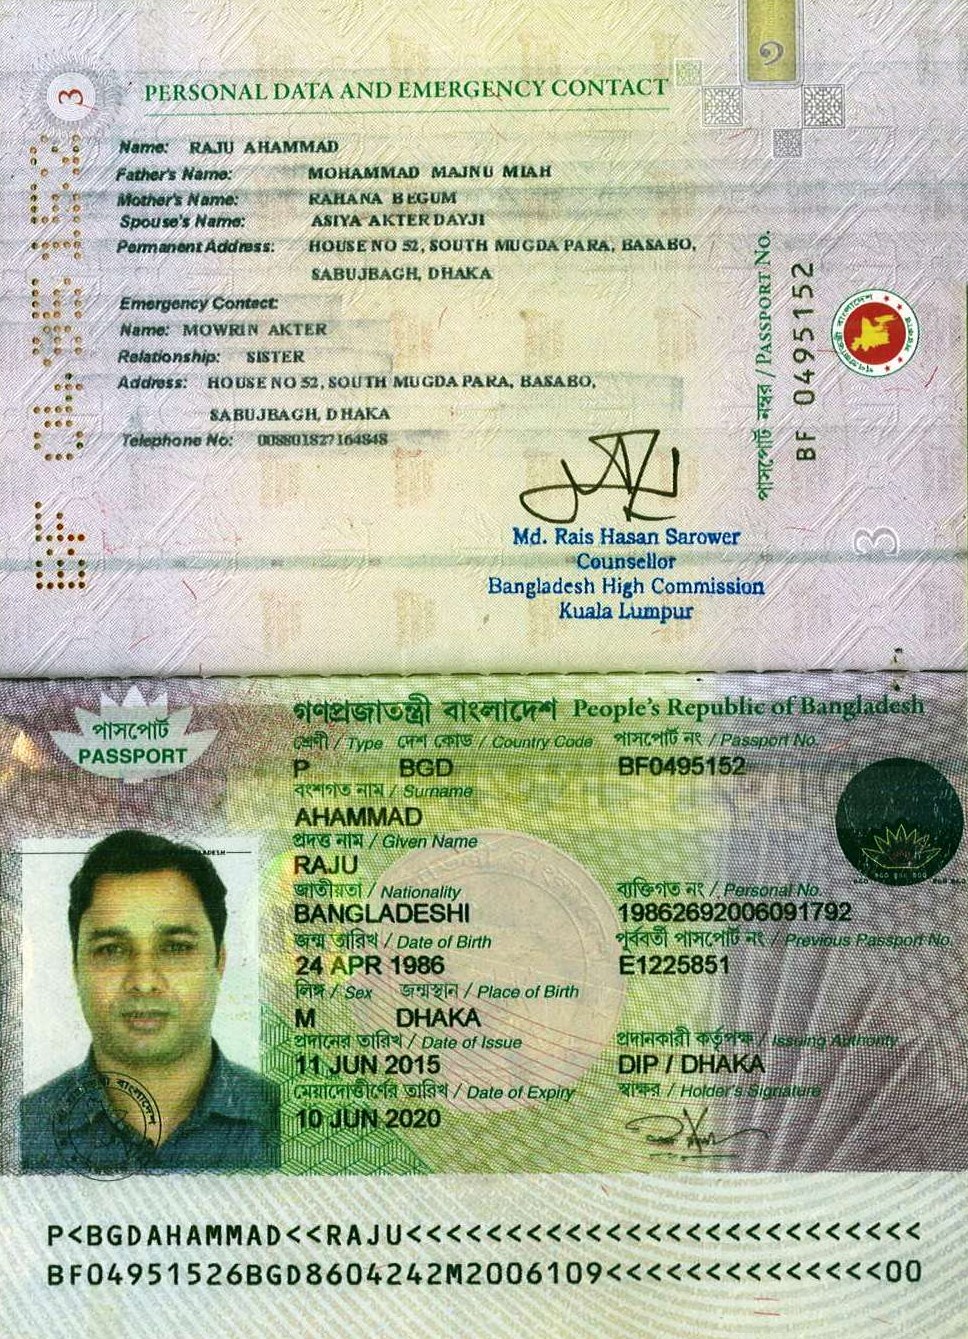 ১
3
PERSONAL DATA AND EMERGENCY CONTACT
Name: RAJU AHAMMAD
Father's Name: MOHAMMAD MAJNU MIAH
Mother's Name: RAHANA BEGUM
Spouse's Name: ASIYA AKTER DAYJI
Permanent Address: HOUSE NO 52, SOUTH MUGDA PARA, BASABO,
SABUJBAGH, DHAKA
Emergency Contact:
Name: MOWRIN AKTER
Relationship: SISTER
Address: HOUSE NO 52, SOUTH MUGDA PARA, BASABO,
SABUJBAGH, DHAKA
Telephone No: 008801827164848
পাসপোর্ট নম্বর / PASSPORT No.
BF 0495152
BF 0495152
3
Md. Rais Hasan Sarower
Counsellor
Bangladesh High Commission
Kuala Lumpur
পাসপোর্ট
PASSPORT
গণপ্রজাতন্ত্রী বাংলাদেশ People's Republic of Bangladesh
শ্রেণী / Type দেশ কোড / Country Code পাসপোর্ট নং / Passport No.
P BGD BF0495152
বংশগত নাম / Surname
AHAMMAD
প্রদত্ত নাম / Given Name
RAJU
জাতীয়তা / Nationality ব্যক্তিগত নং / Personal No.
BANGLADESHI 19862692006091792
জন্ম তারিখ / Date of Birth পূর্ববর্তী পাসপোর্ট নং / Previous Passport No.
24 APR 1986 E1225851
লিঙ্গ / Sex জন্মস্থান / Place of Birth
M DHAKA
প্রদানের তারিখ / Date of Issue প্রদানকারী কর্তৃপক্ষ / Issuing Authority
11 JUN 2015 DIP / DHAKA
মেয়াদোত্তীর্ণের তারিখ / Date of Expiry স্বাক্ষর / Holder's Signature
10 JUN 2020
P<BGDAHAMMAD<<RAJU<<<<<<<<<<<<<<<<<<<<<<<<<<
BF04951526BGD8604242M2006109<<<<<<<<<<<<<<00